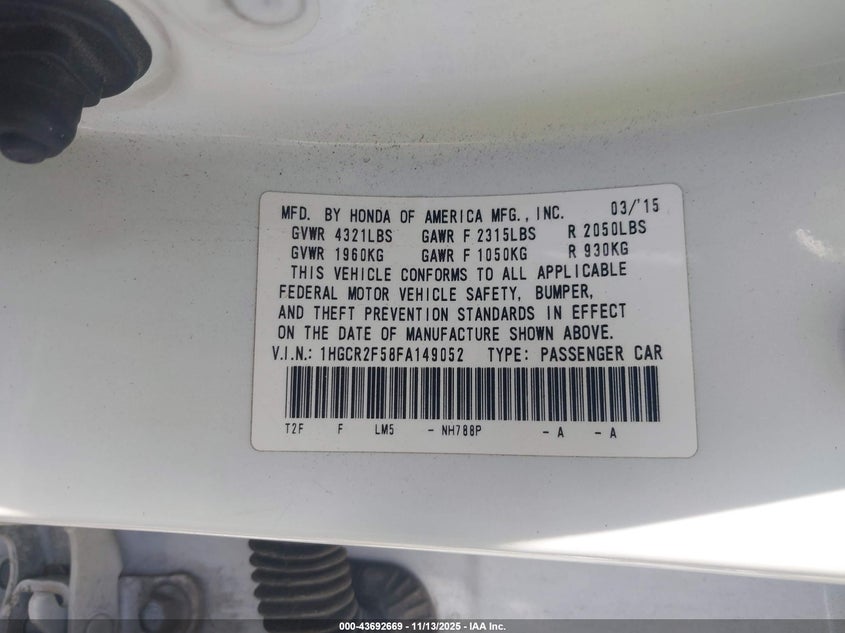 MFD. BY HONDA OF AMERICA MFG., INC. 03/'15
GVWR 4321LBS GAWR F 2315LBS R 2050LBS
GVWR 1960KG GAWR F 1050KG R 930KG
THIS VEHICLE CONFORMS TO ALL APPLICABLE
FEDERAL MOTOR VEHICLE SAFETY, BUMPER,
AND THEFT PREVENTION STANDARDS IN EFFECT
ON THE DATE OF MANUFACTURE SHOWN ABOVE.
V.I.N.: 1HGCR2F58FA149052 TYPE: PASSENGER CAR
T2F F LM5 - NH788P - A - A
000-43692669 - 11/13/2025 - IAA Inc.